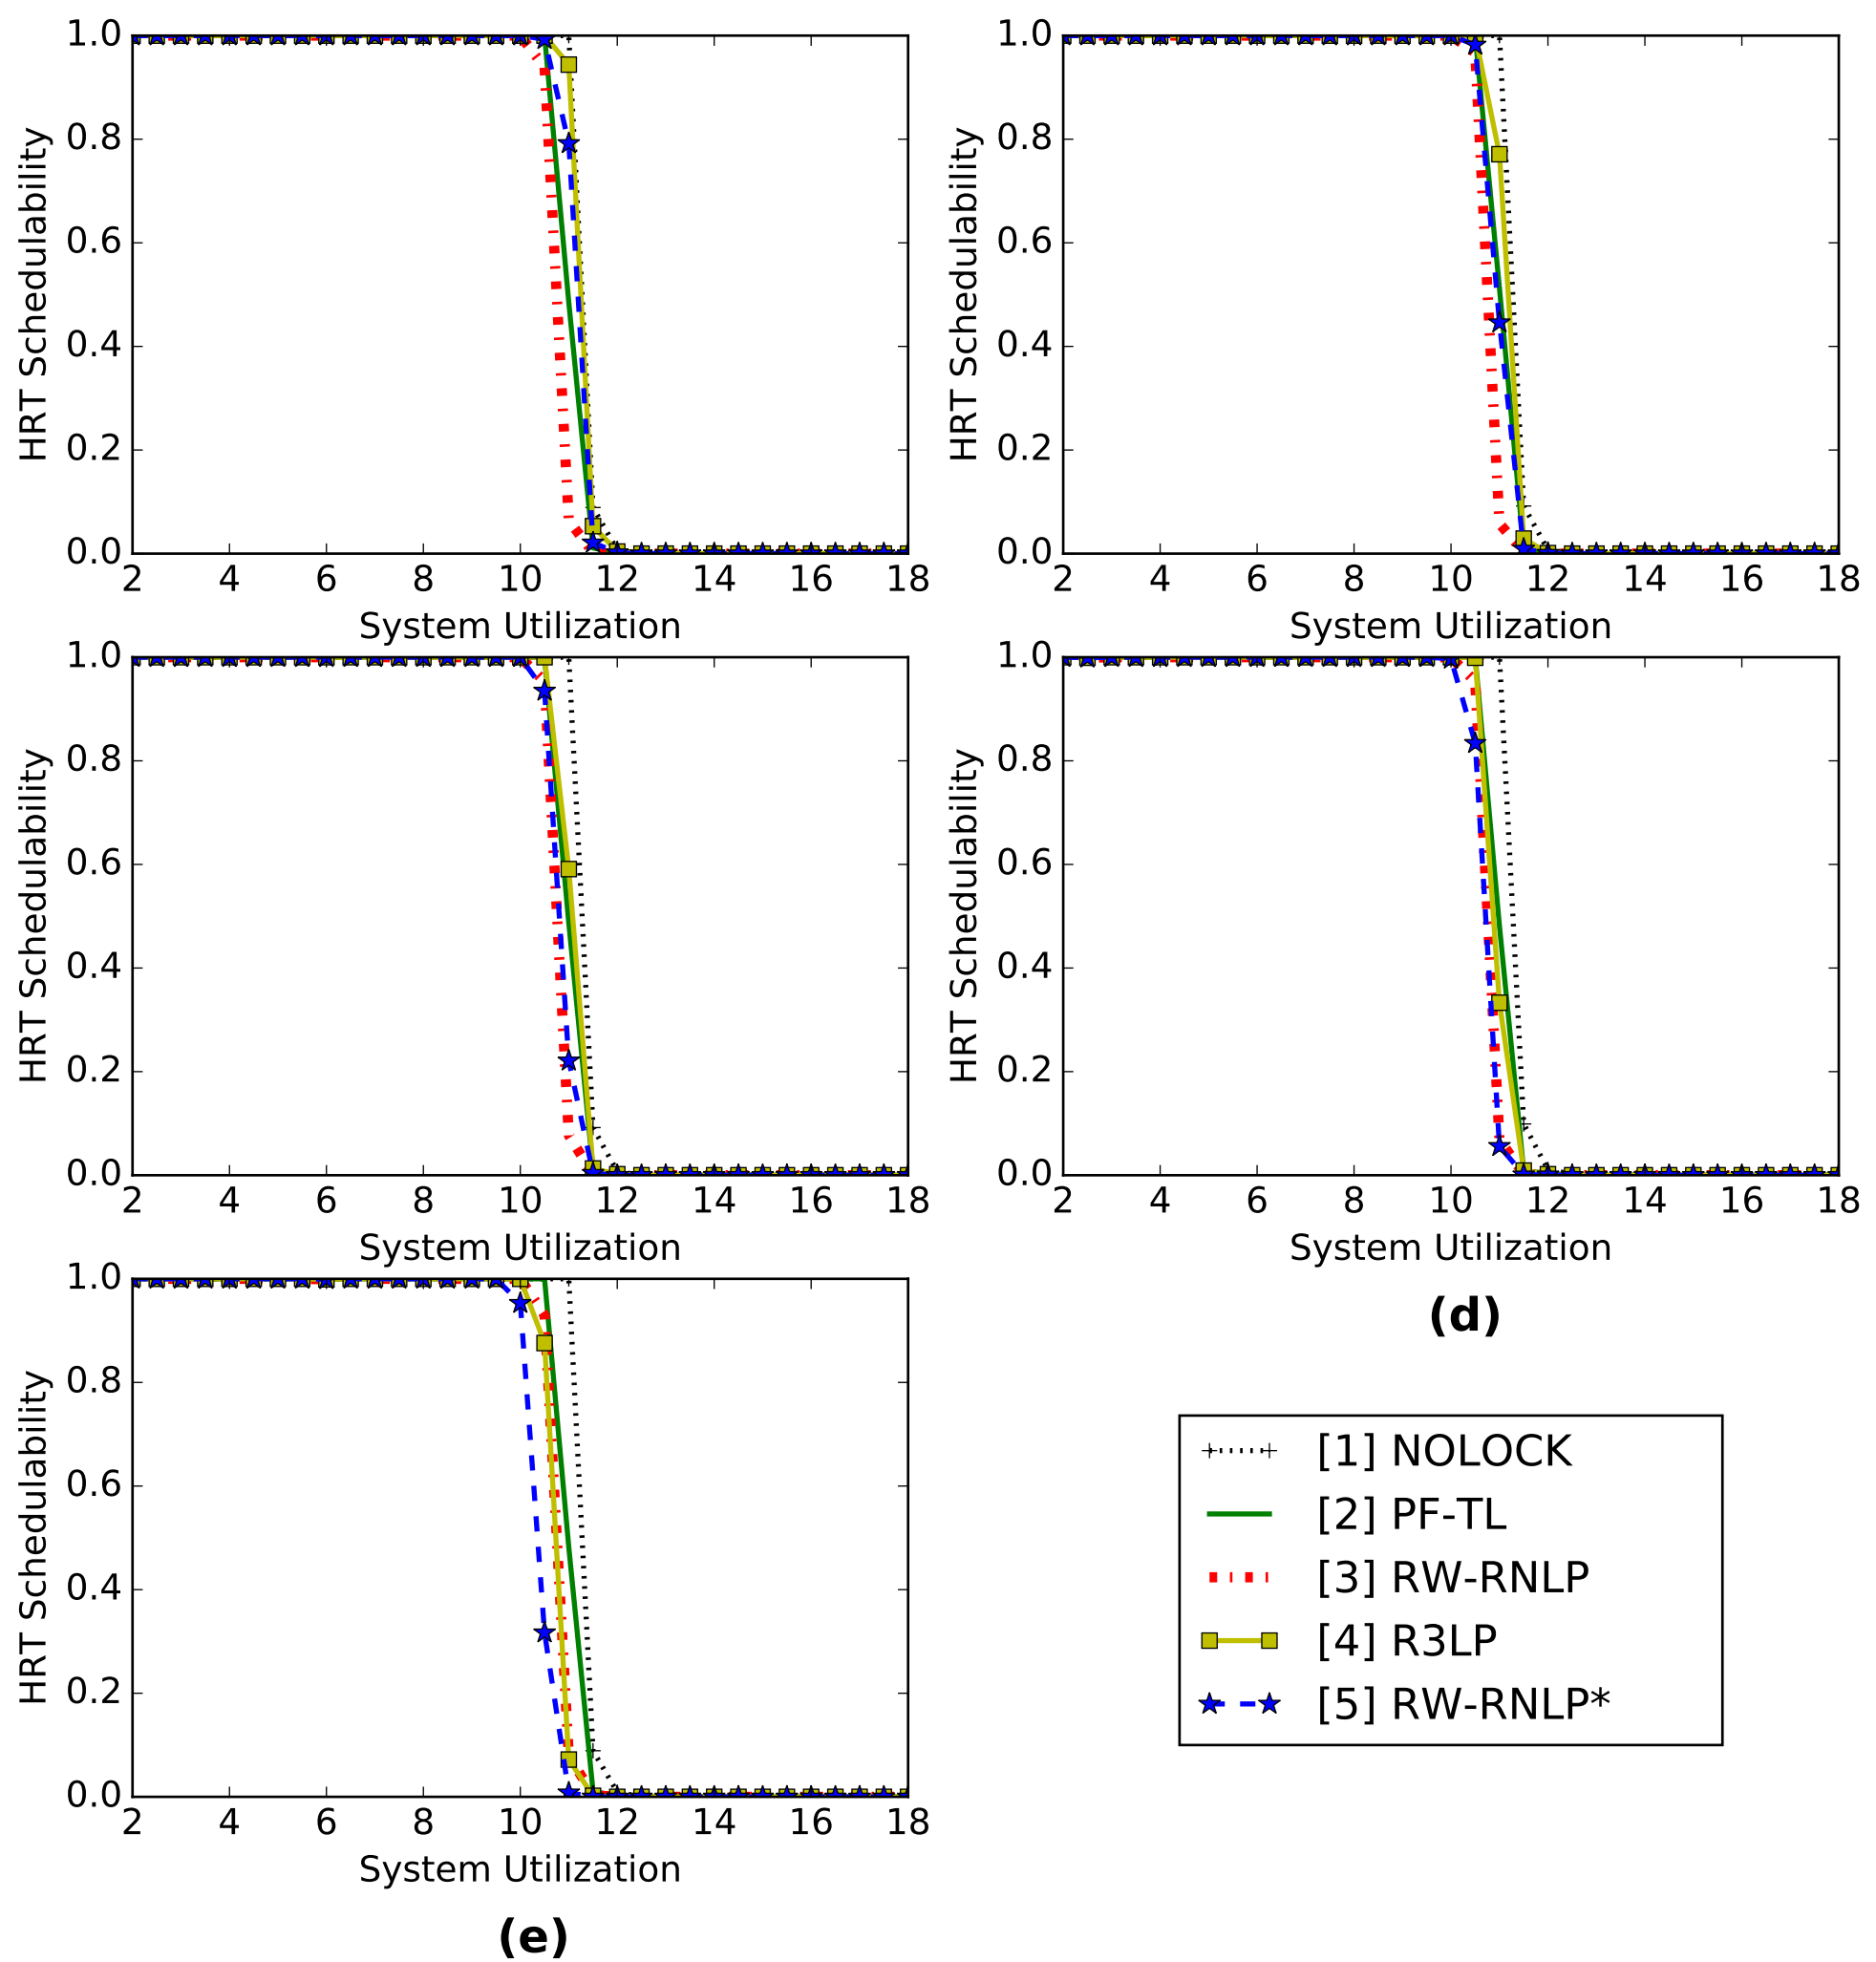 1.0
0.8
0.6
0.4
0.2
0.0
HRT Schedulability
2 4 6 8 10 12 14 16 18
System Utilization
1.0
0.8
0.6
0.4
0.2
0.0
HRT Schedulability
2 4 6 8 10 12 14 16 18
System Utilization
1.0
0.8
0.6
0.4
0.2
0.0
HRT Schedulability
2 4 6 8 10 12 14 16 18
System Utilization
1.0
0.8
0.6
0.4
0.2
0.0
HRT Schedulability
2 4 6 8 10 12 14 16 18
System Utilization
(d)
1.0
0.8
0.6
0.4
0.2
0.0
HRT Schedulability
2 4 6 8 10 12 14 16 18
System Utilization
(e)
[1] NOLOCK
[2] PF-TL
[3] RW-RNLP
[4] R3LP
[5] RW-RNLP*